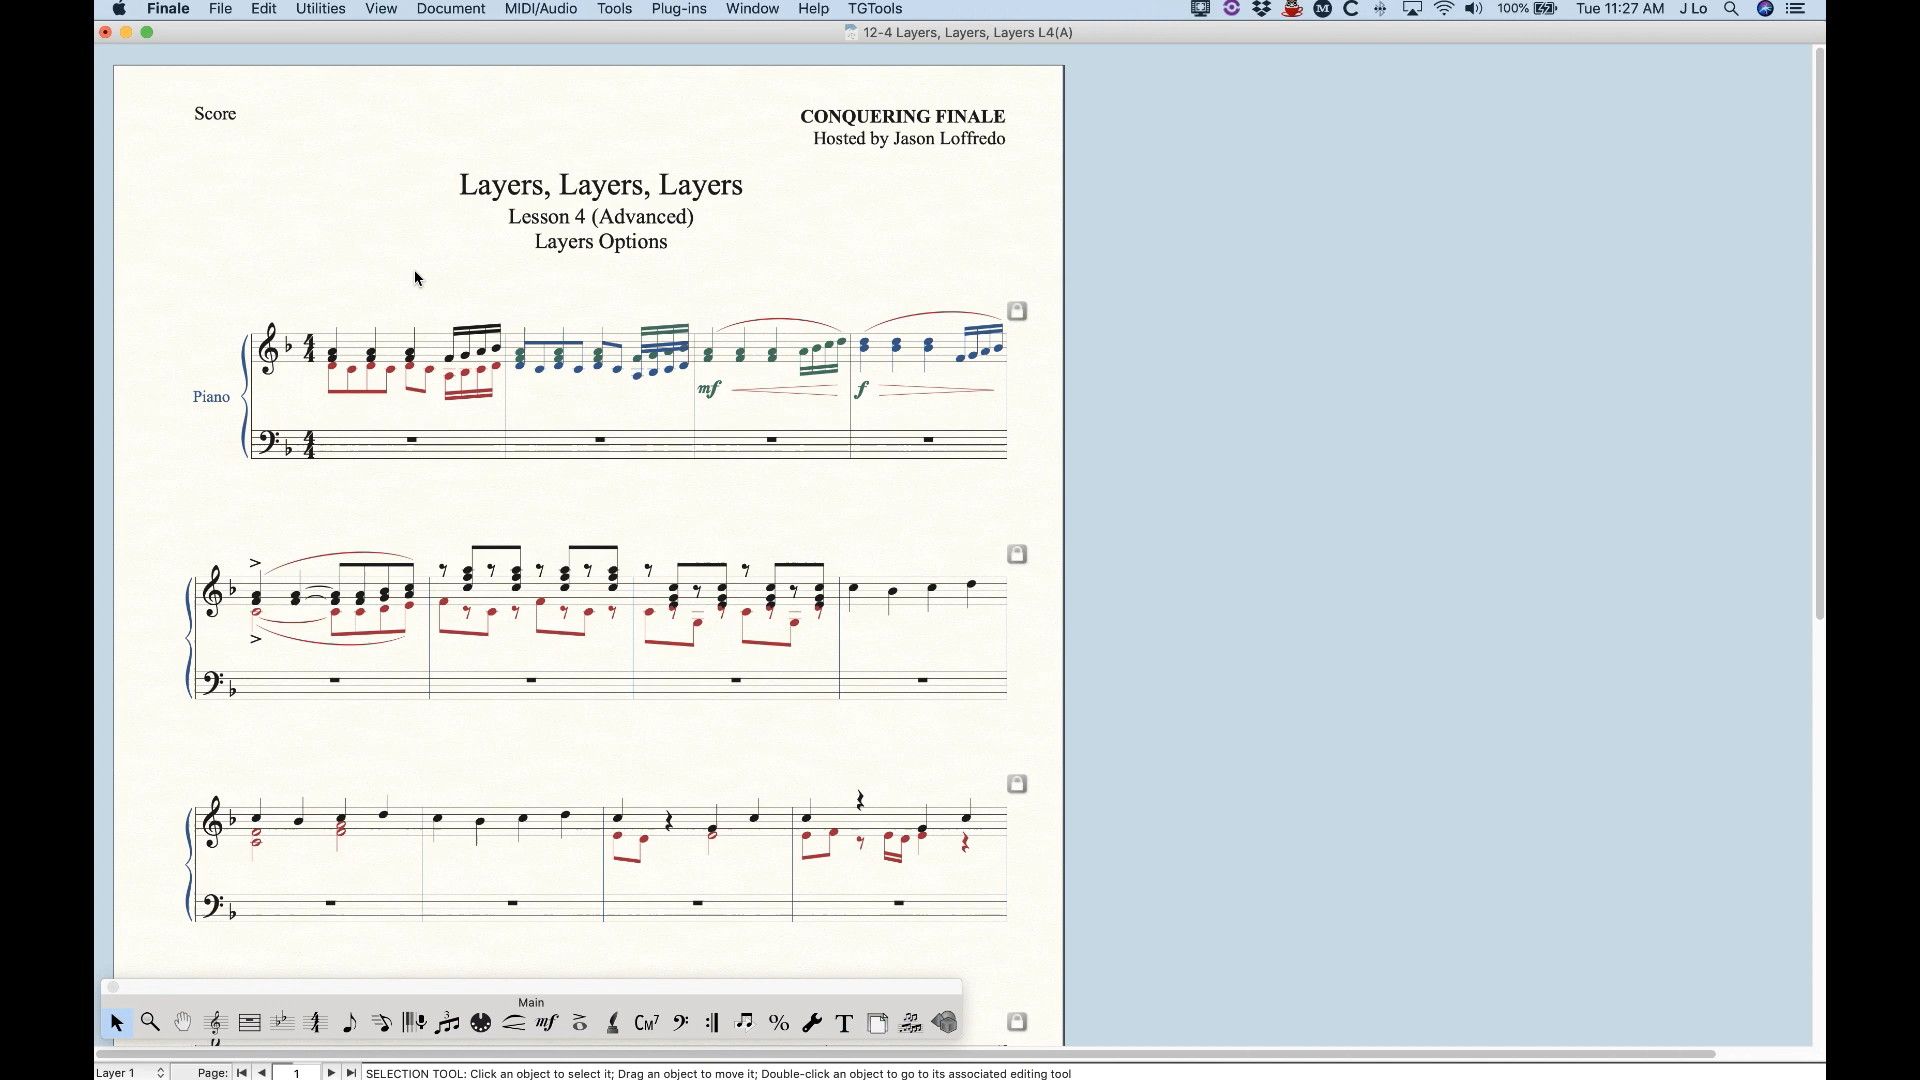 Finale File Edit Utilities View Document MIDI/Audio Tools Plug-ins Window Help TGTools 100% Tue 11:27 AM J Lo
12-4 Layers, Layers, Layers L4(A)
Score
CONQUERING FINALE
Hosted by Jason Loffredo
Layers, Layers, Layers
Lesson 4 (Advanced)
Layers Options
Piano
mf f
Main
mf CM7 % T
Layer 1 Page: 1 SELECTION TOOL: Click an object to select it; Drag an object to move it; Double-click an object to go to its associated editing tool